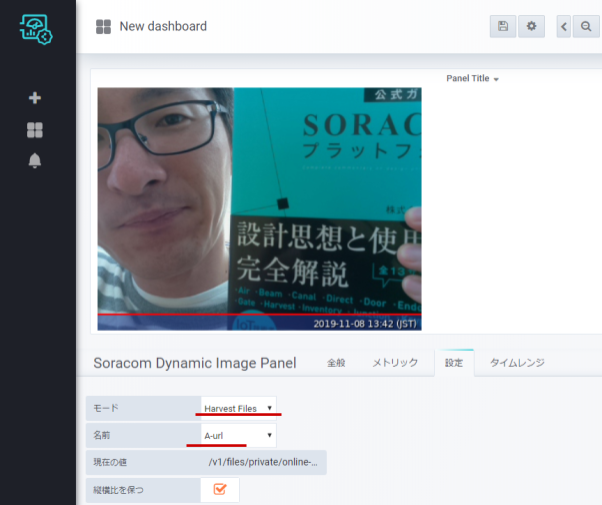 New dashboard
Panel Title
公式ガ
SORAC
プラットフ
株式
設計思想と使用
完全解説
全13
・Air ・Beam ・Canal ・Direct ・Door ・Endo
・Gate ・Harvest ・Inventory
IoT
2019-11-08 13:42 (JST)
Soracom Dynamic Image Panel 全般 メトリック 設定 タイムレンジ
モード Harvest Files
名前 A-url
現在の値 /v1/files/private/online-...
縦横比を保つ